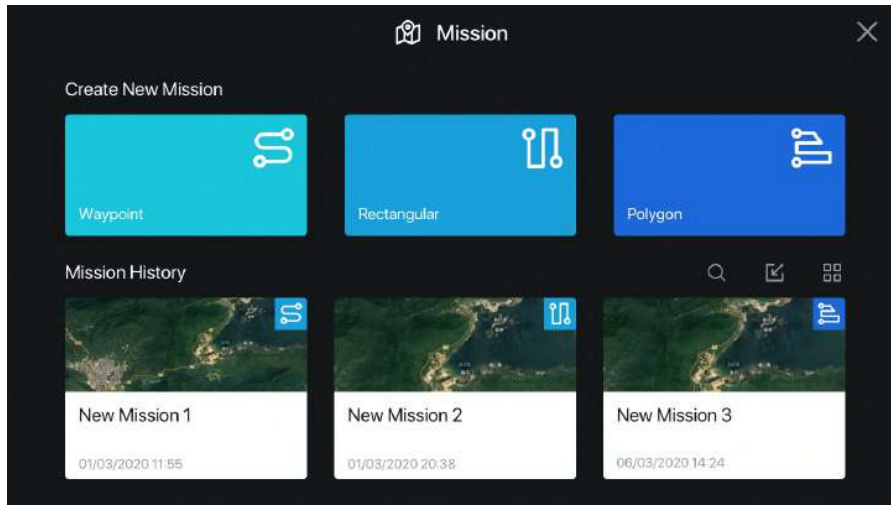 Mission
Create New Mission
Waypoint
Rectangular
Polygon
Mission History
New Mission 1
01/03/2020 11:55
New Mission 2
01/03/2020 20:38
New Mission 3
06/03/2020 14:24